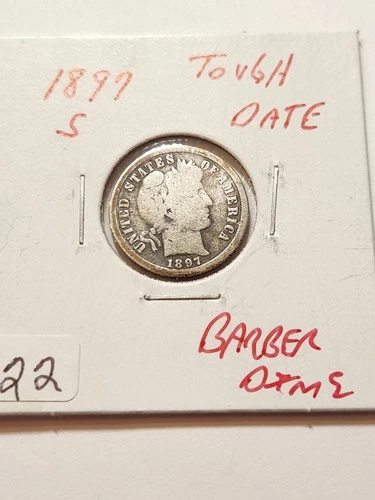 1897
S
TOUGH
DATE
UNITED STATES OF AMERICA
1897
BARBER
DIME
22